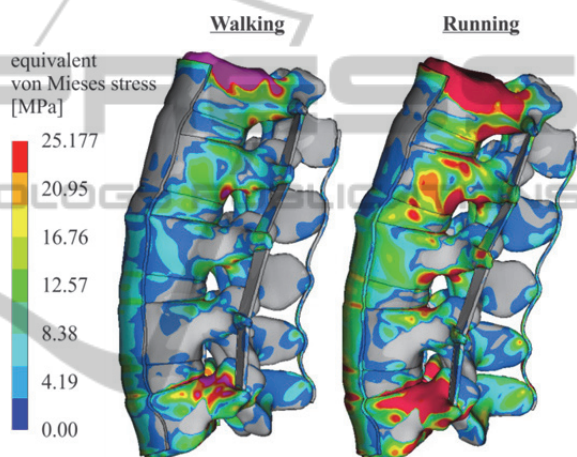 Walking
Running
equivalent
von Mieses stress
[MPa]
25.177
20.95
16.76
12.57
8.38
4.19
0.00